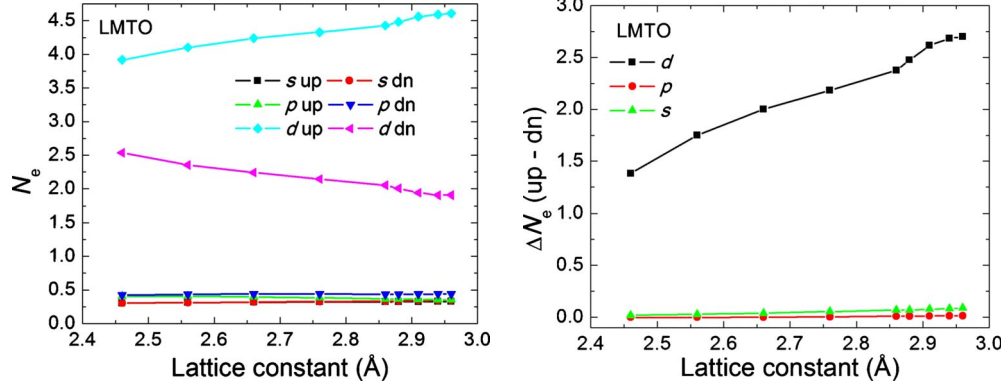 LMTO
s up
s dn
p up
p dn
d up
d dn
4.5
4.0
3.5
3.0
2.5
2.0
1.5
1.0
0.5
0.0
Ne
2.4 2.5 2.6 2.7 2.8 2.9 3.0
Lattice constant (Å)
LMTO
d
p
s
3.0
2.5
2.0
1.5
1.0
0.5
0.0
ΔNe (up - dn)
2.4 2.5 2.6 2.7 2.8 2.9 3.0
Lattice constant (Å)